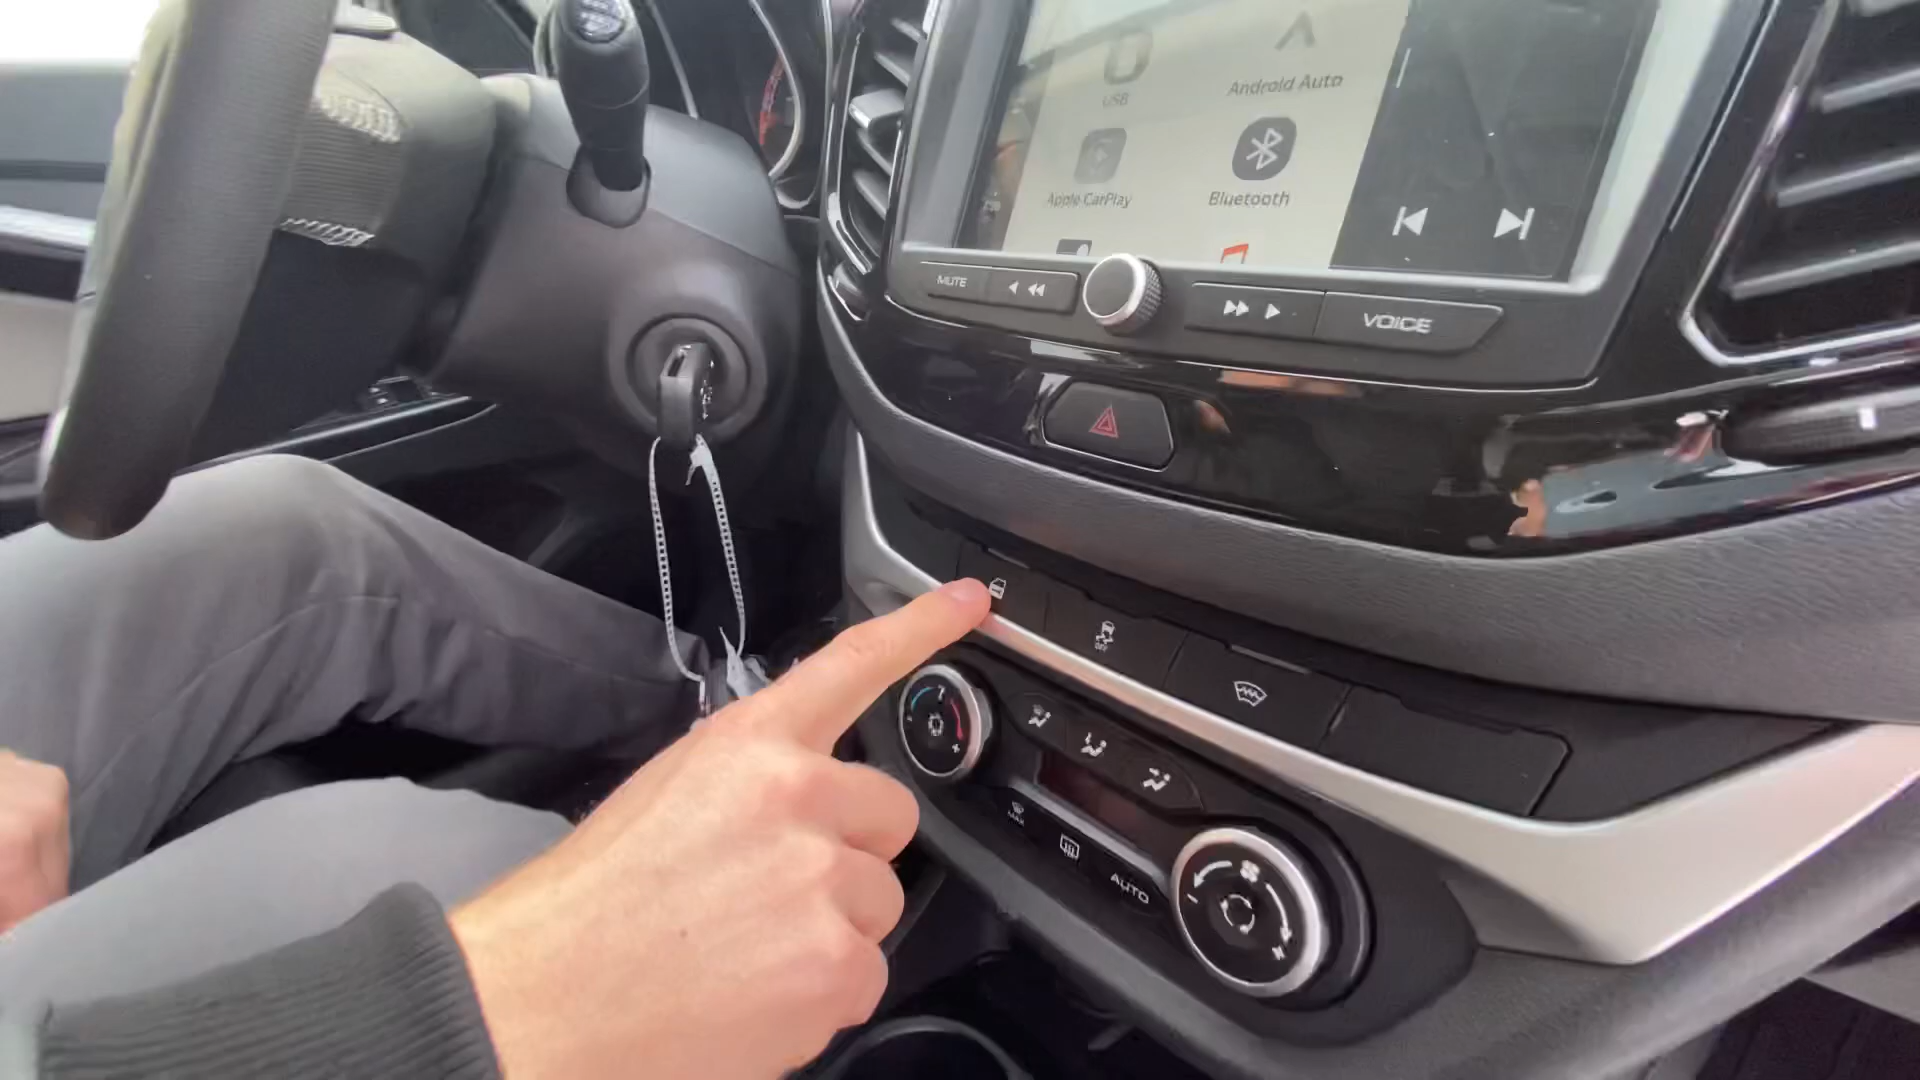 USB
Android Auto
Apple CarPlay
Bluetooth
MUTE
VOICE
OFF
MAX
AUTO